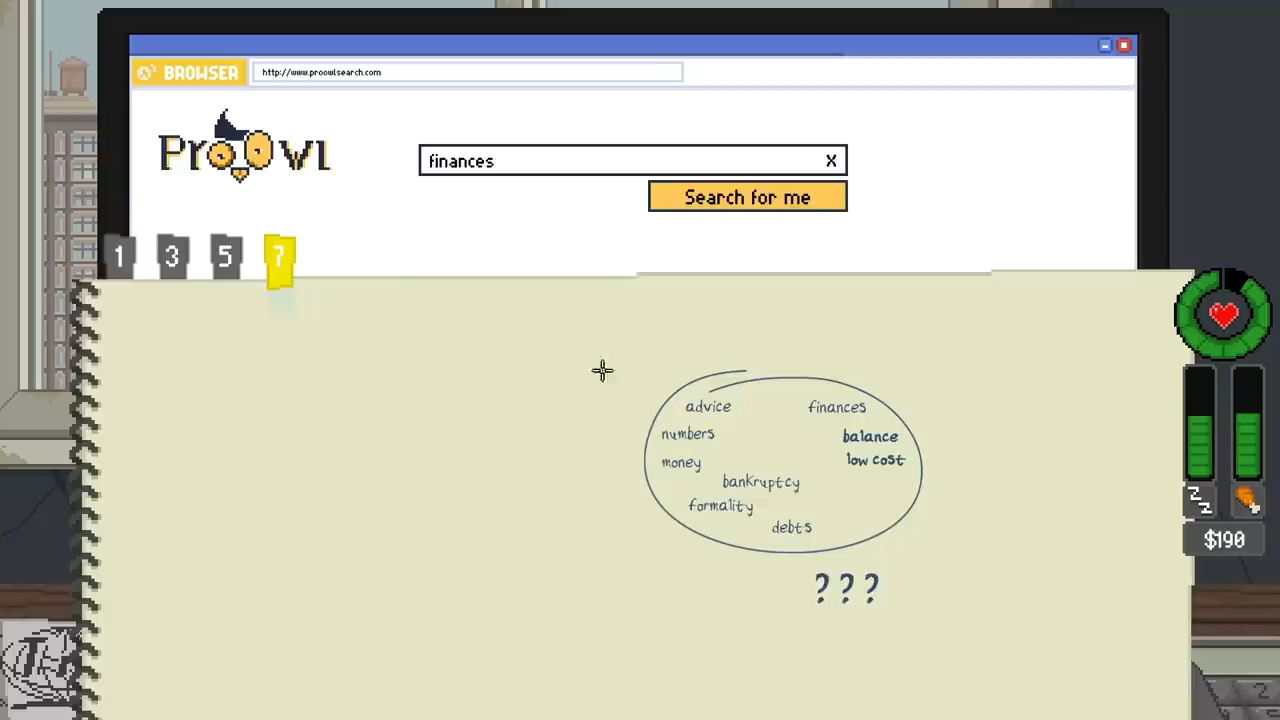 BROWSER
http://www.proowlsearch.com
PrOOwl
finances X
Search for me
1 3 5 7
advice finances
numbers balance
money low cost
bankruptcy
formality
debts
???
$190